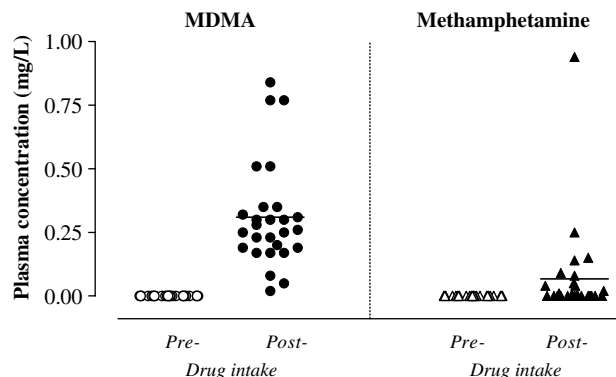 MDMA Methamphetamine
Plasma concentration (mg/L)
1.00
0.75
0.50
0.25
0.00
Pre- Post- Pre- Post-
Drug intake Drug intake